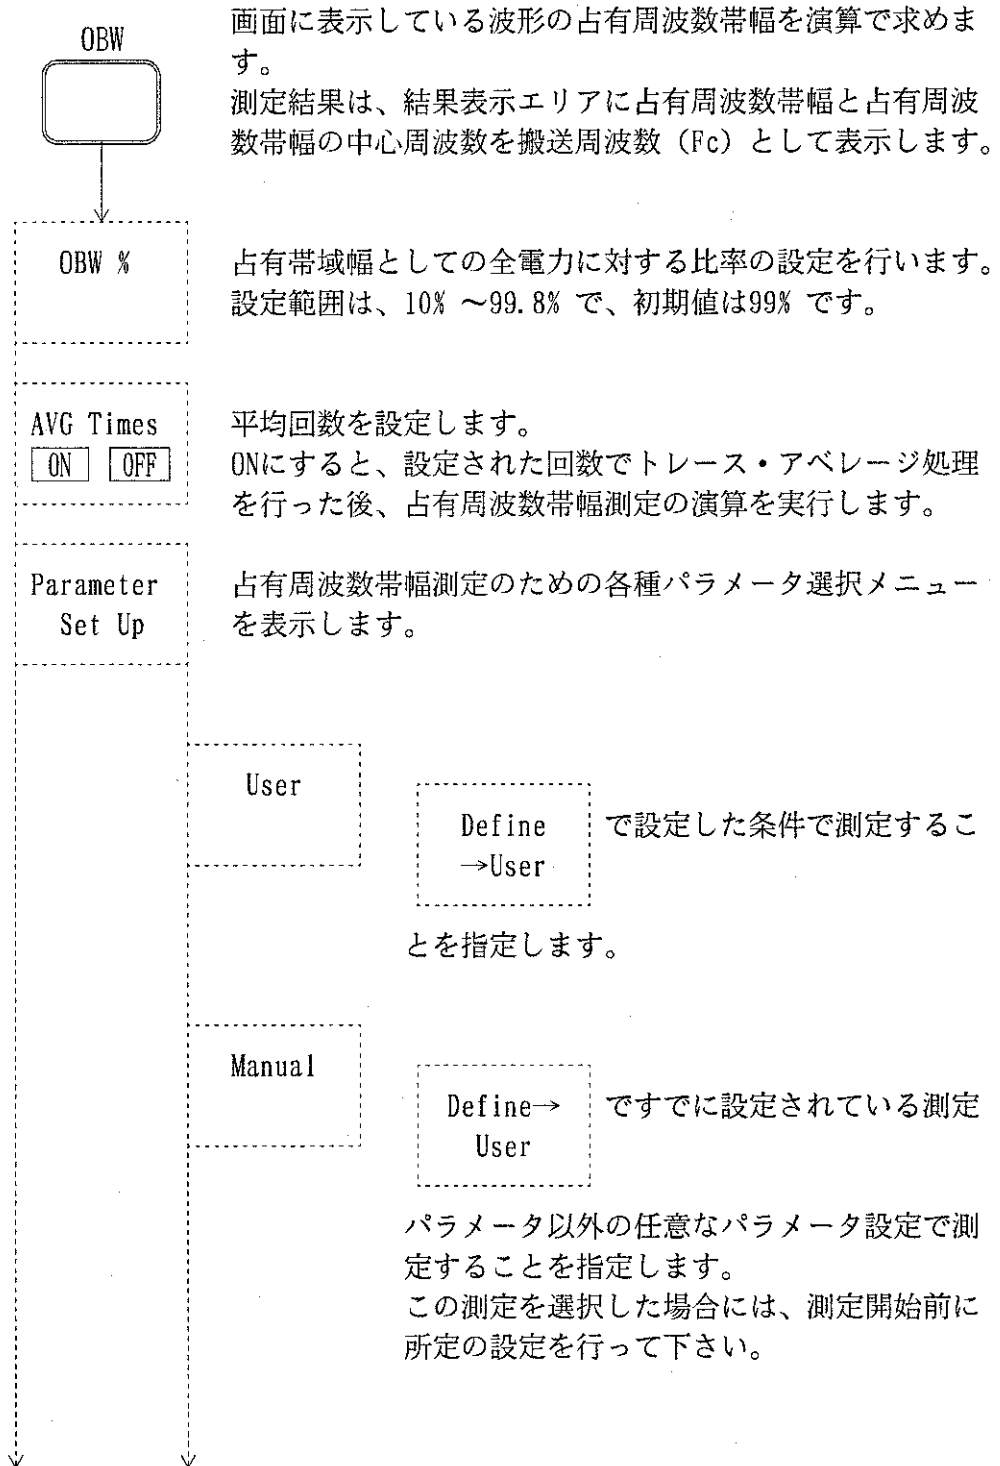 OBW
画面に表示している波形の占有周波数帯幅を演算で求めま
す。
測定結果は、結果表示エリアに占有周波数帯幅と占有周波
数帯幅の中心周波数を搬送周波数（Fc）として表示します。
OBW %
占有帯域幅としての全電力に対する比率の設定を行います。
設定範囲は、10% ～99.8% で、初期値は99% です。
AVG Times
ON OFF
平均回数を設定します。
ONにすると、設定された回数でトレース・アベレージ処理
を行った後、占有周波数帯幅測定の演算を実行します。
Parameter
Set Up
占有周波数帯幅測定のための各種パラメータ選択メニュー
を表示します。
User
Define
→User
で設定した条件で測定するこ
とを指定します。
Manual
Define→
User
ですでに設定されている測定
パラメータ以外の任意なパラメータ設定で測
定することを指定します。
この測定を選択した場合には、測定開始前に
所定の設定を行って下さい。